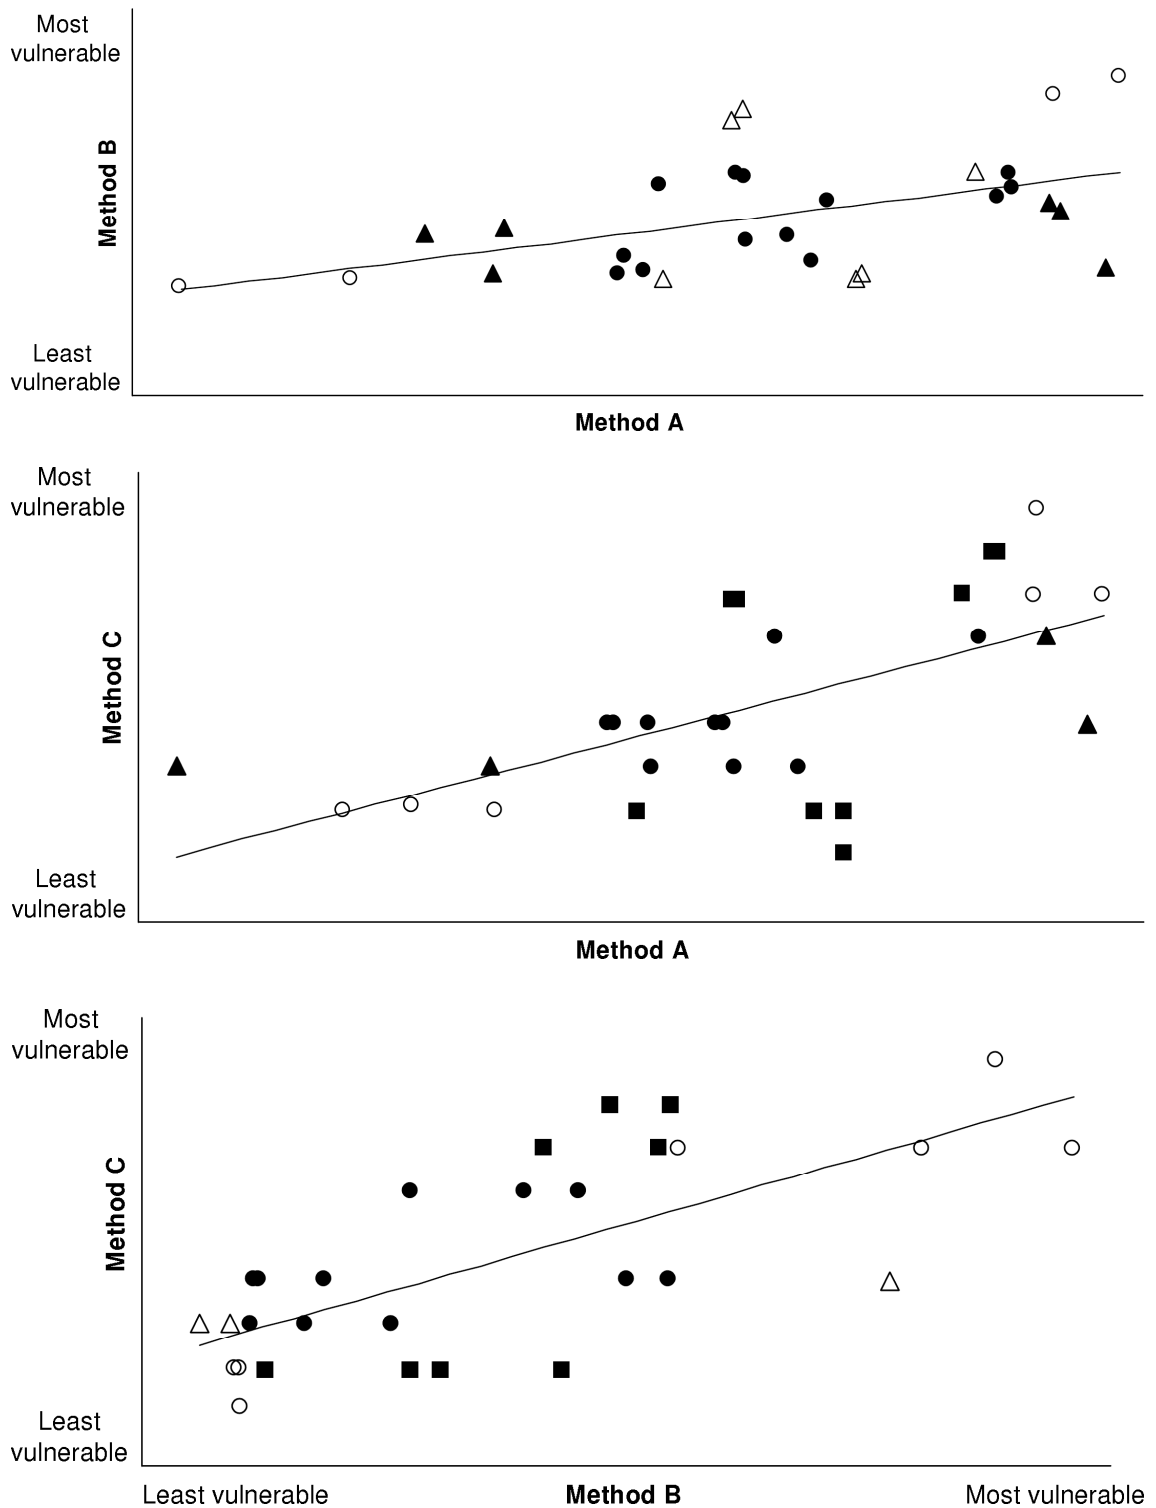 Most
vulnerable
Method B
Least
vulnerable
Method A
Most
vulnerable
Method C
Least
vulnerable
Method A
Most
vulnerable
Method C
Least
vulnerable
Least vulnerable Method B Most vulnerable